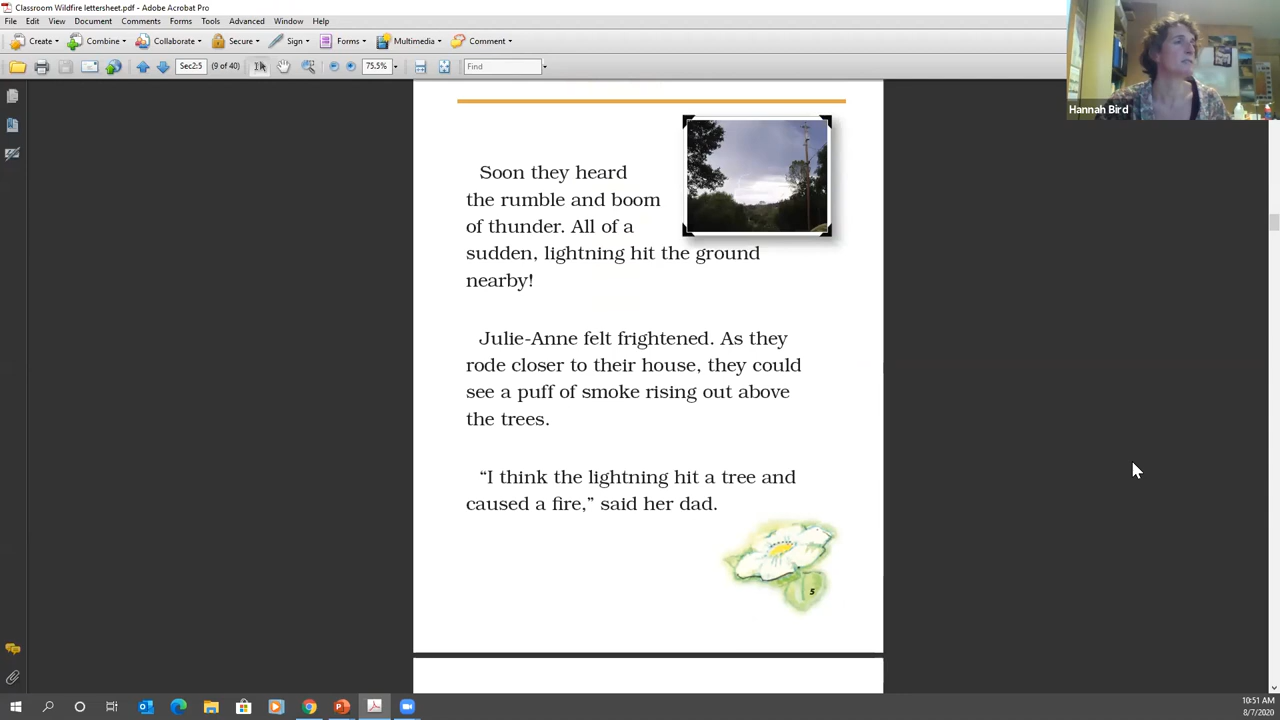 Classroom Wildfire lettersheet.pdf - Adobe Acrobat Pro
File Edit View Document Comments Forms Tools Advanced Window Help
Create Combine Collaborate Secure Sign Forms Multimedia Comment
Sec2:5 (9 of 40) 75.5% Find
Hannah Bird
Soon they heard
the rumble and boom
of thunder. All of a
sudden, lightning hit the ground
nearby!
Julie-Anne felt frightened. As they
rode closer to their house, they could
see a puff of smoke rising out above
the trees.
“I think the lightning hit a tree and
caused a fire,” said her dad.
5
10:51 AM
8/7/2020